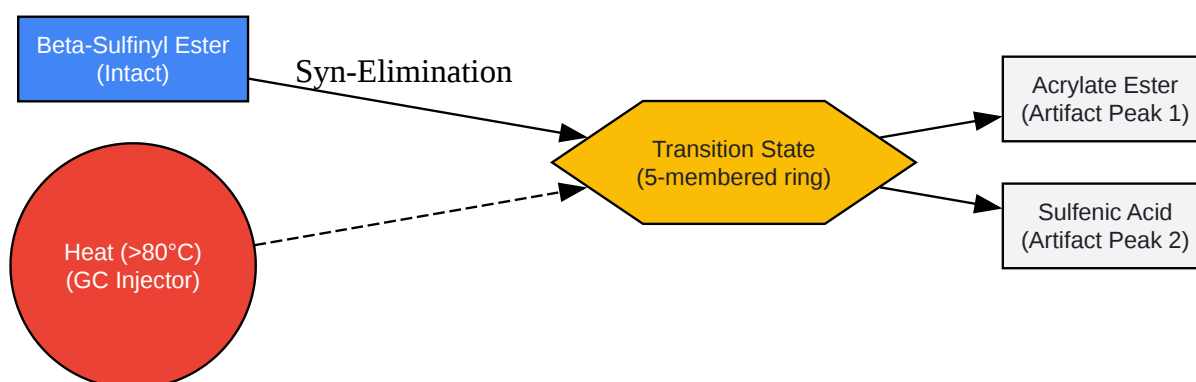 Beta-Sulfinyl Ester
(Intact)
Syn-Elimination
Heat (>80°C)
(GC Injector)
Transition State
(5-membered ring)
Acrylate Ester
(Artifact Peak 1)
Sulfenic Acid
(Artifact Peak 2)